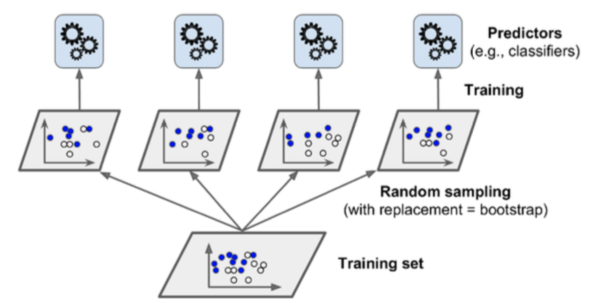 Predictors
(e.g., classifiers)
Training
Random sampling
(with replacement = bootstrap)
Training set